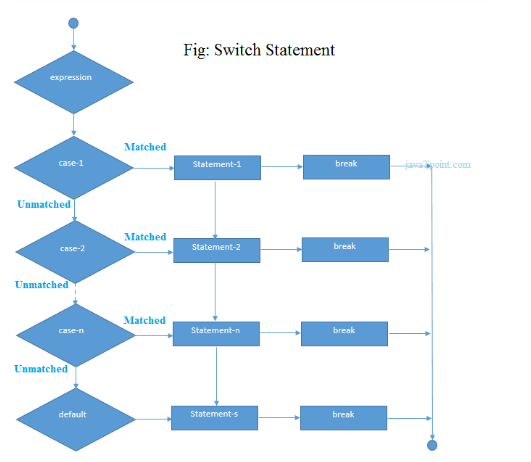 Fig: Switch Statement
expression
case-1
Matched
Statement-1
break
javaTpoint.com
Unmatched
case-2
Matched
Statement-2
break
Unmatched
case-n
Matched
Statement-n
break
Unmatched
default
Statement-s
break